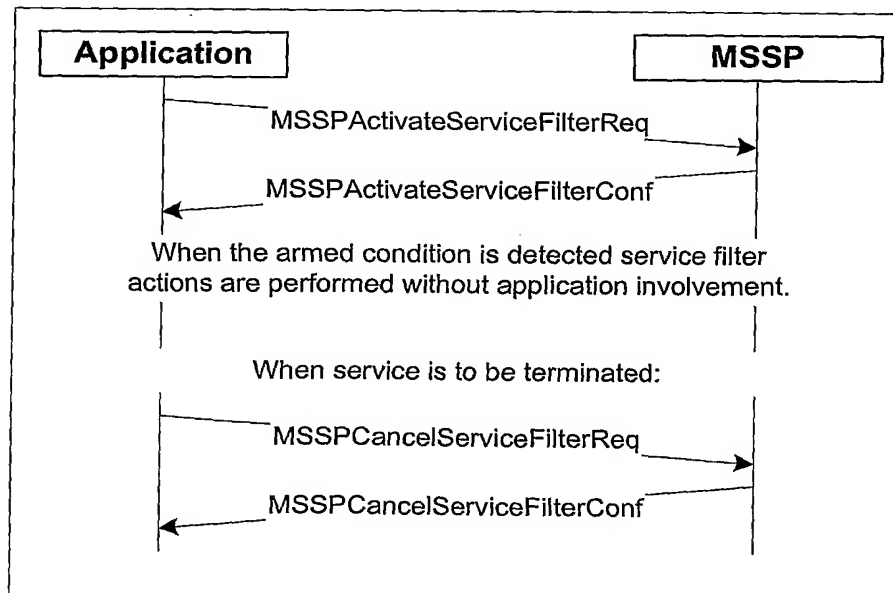 Application
MSSP
MSSPActivateServiceFilterReq
MSSPActivateServiceFilterConf
When the armed condition is detected service filter
actions are performed without application involvement.
When service is to be terminated:
MSSPCancelServiceFilterReq
MSSPCancelServiceFilterConf